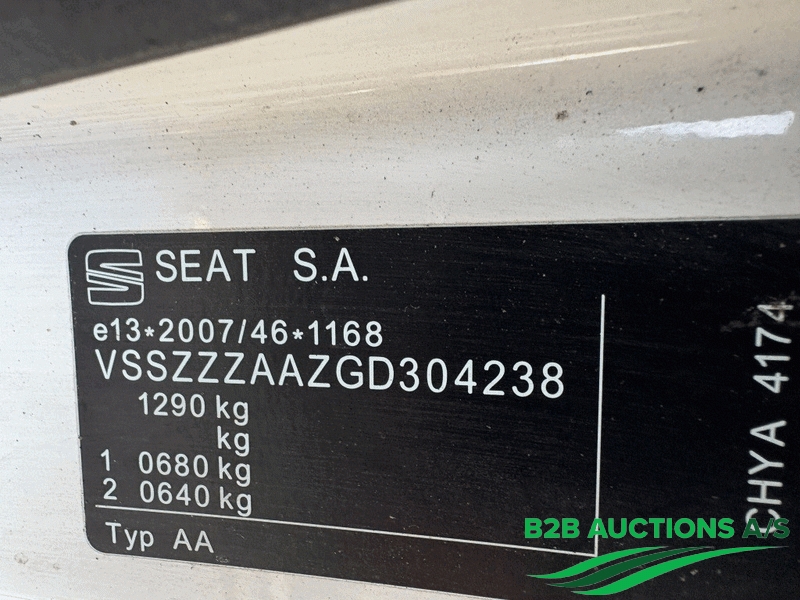 SEAT S.A.
e13*2007/46*1168
VSSZZZAAZGD304238
1290 kg
kg
1 0680 kg
2 0640 kg
Typ AA
CHYA 4174
B2B AUCTIONS A/S